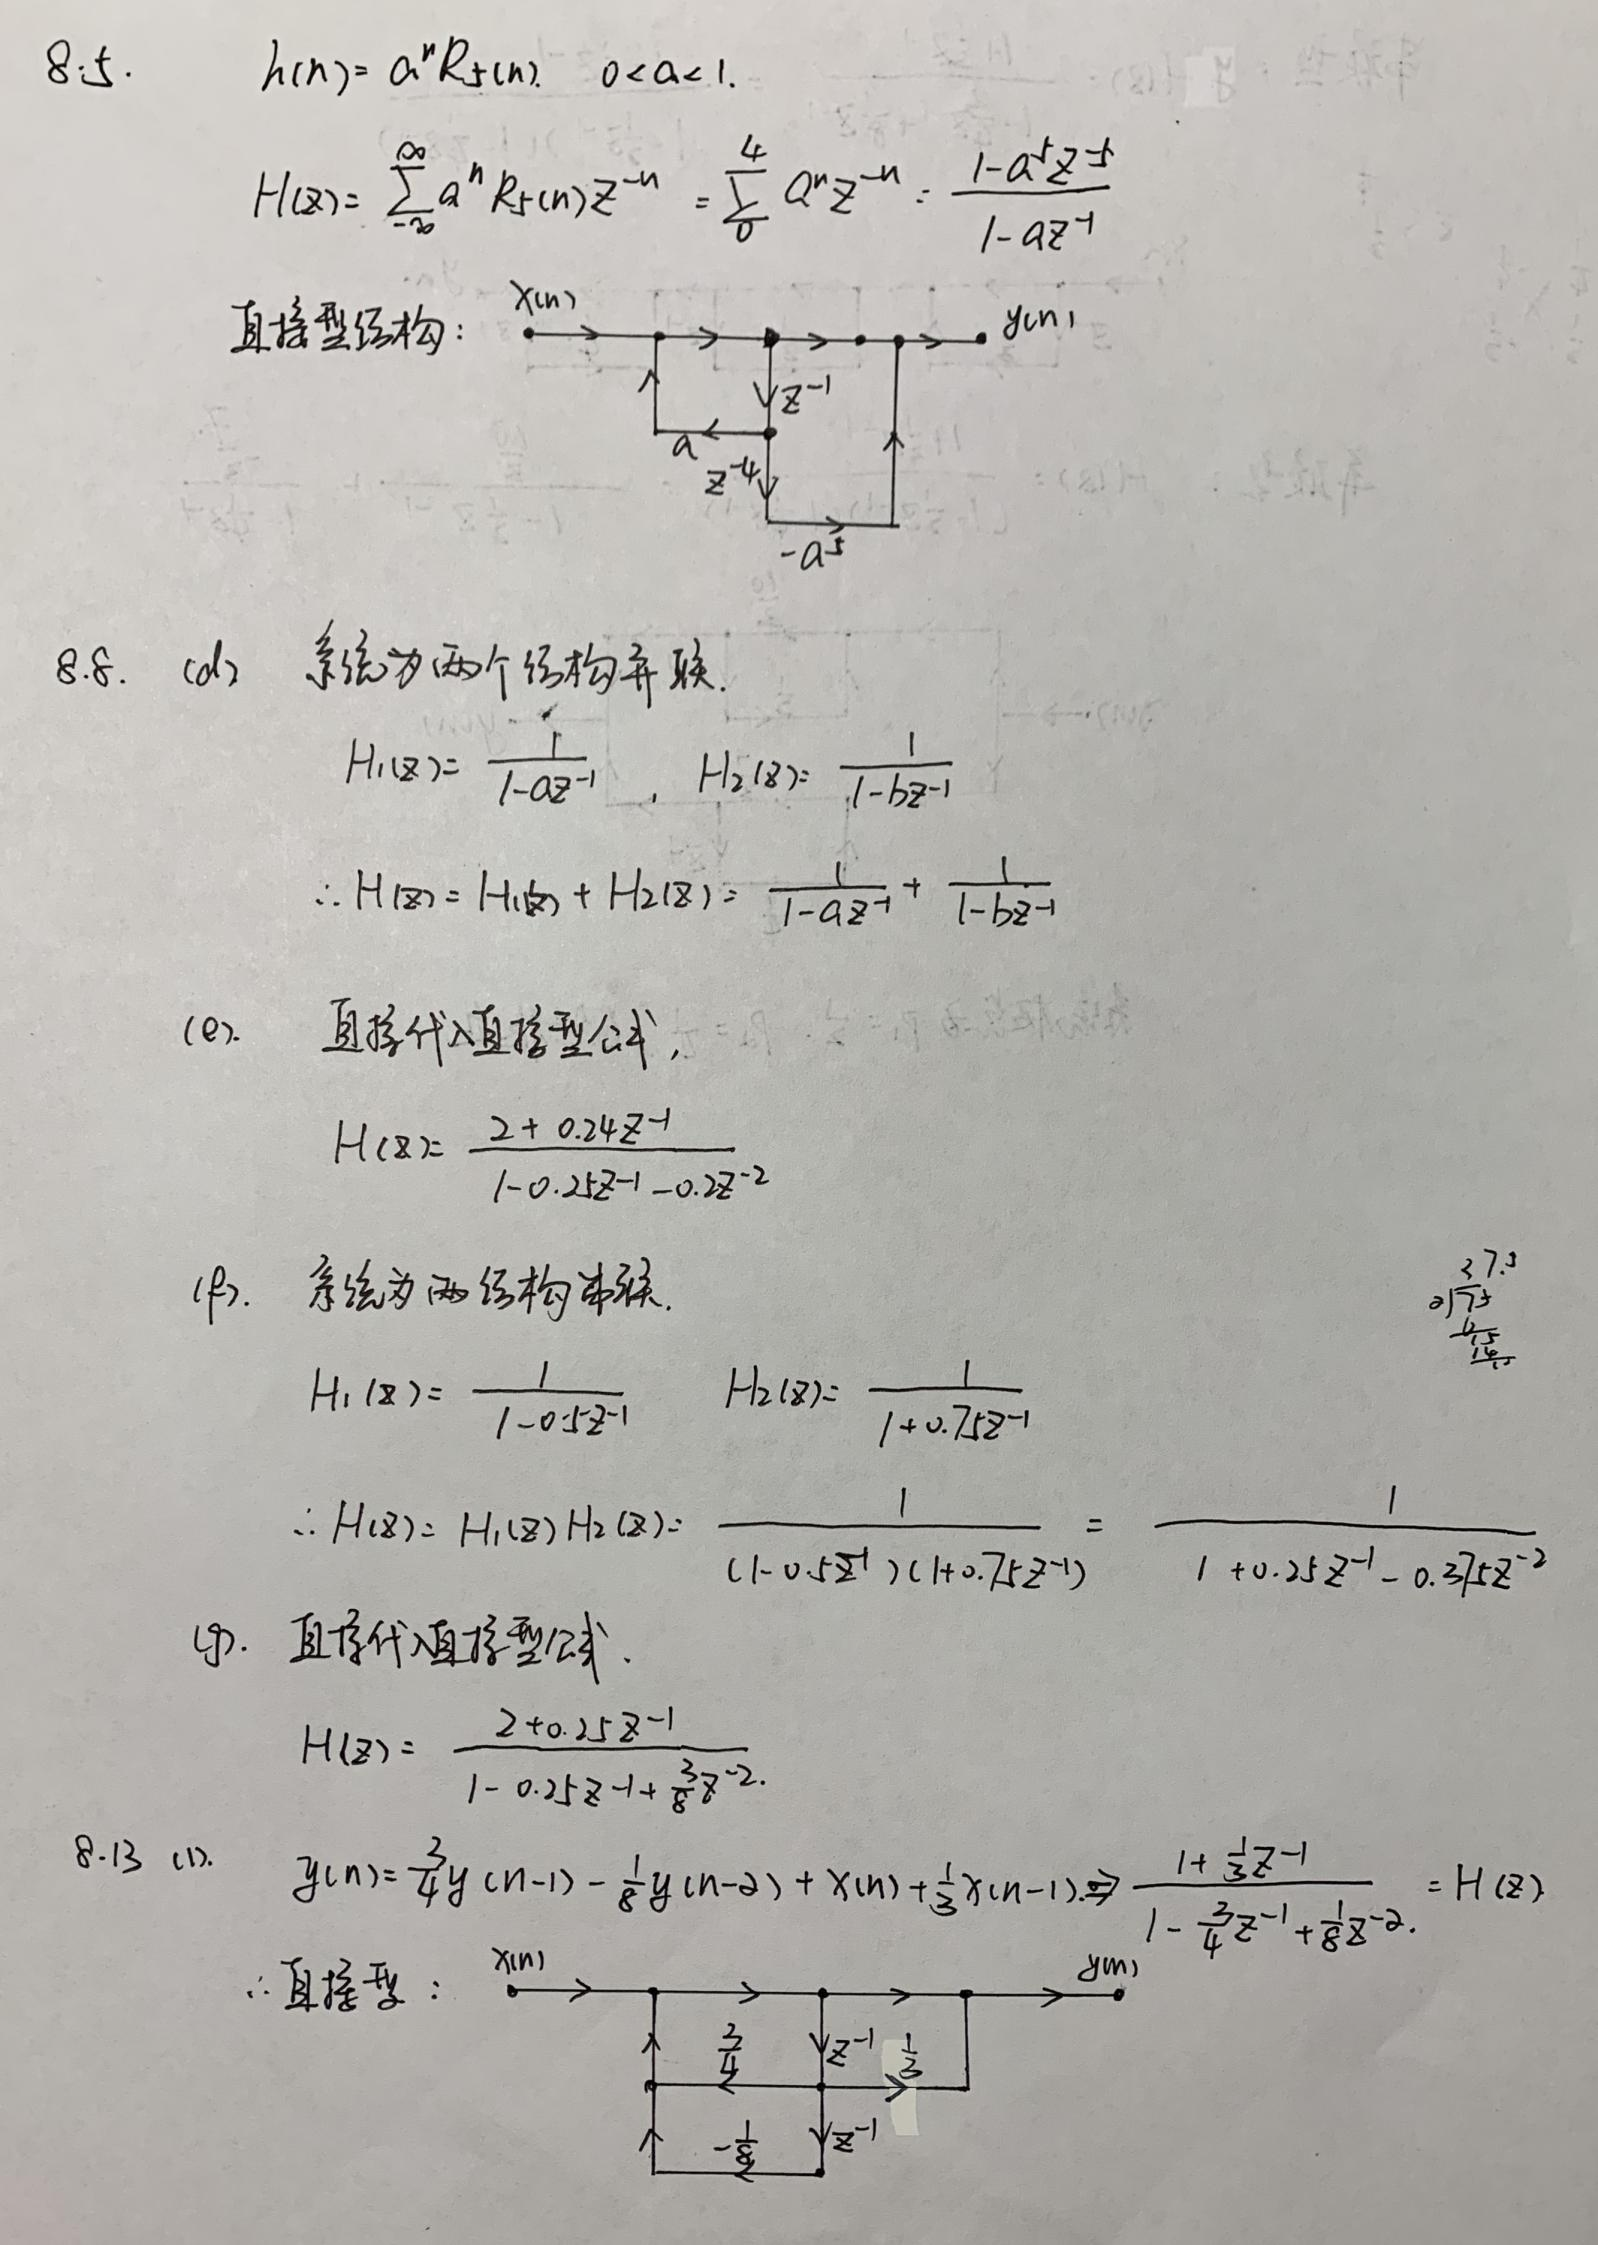 8.5. h(n)= aⁿR₅(n). 0<a<1.
H(z)= ∑_{-∞}^{∞} aⁿ R₅(n) z⁻ⁿ = ∑_{0}^{4} aⁿ z⁻ⁿ = (1-a⁵z⁻⁵)/(1-az⁻¹)
直接型结构: x(n) y(n)
z⁻¹
a
z⁻⁴
-a⁵
8.8. (d) 系统为两个结构并联.
H₁(z)= 1/(1-az⁻¹) , H₂(z)= 1/(1-bz⁻¹)
∴ H(z) = H₁(z) + H₂(z) = 1/(1-az⁻¹) + 1/(1-bz⁻¹)
(e). 直接代入直接型公式,
H(z)= (2+0.24z⁻¹)/(1-0.25z⁻¹-0.2z⁻²)
(f). 系统为两结构串联.
H₁(z)= 1/(1-0.5z⁻¹) H₂(z)= 1/(1+0.75z⁻¹)
∴ H(z)= H₁(z) H₂(z)= 1/((1-0.5z⁻¹)(1+0.75z⁻¹)) = 1/(1+0.25z⁻¹-0.375z⁻²)
(g). 直接代入直接型公式.
H(z)= (2+0.25z⁻¹)/(1-0.25z⁻¹+3/8z⁻²).
8.13 (1). y(n)=3/4y(n-1)-1/8y(n-2)+x(n)+1/3x(n-1).⇒ (1+1/3z⁻¹)/(1-3/4z⁻¹+1/8z⁻²). = H(z)
∴直接型: x(n) y(n)
3/4 z⁻¹ 1/3
-1/8 z⁻¹